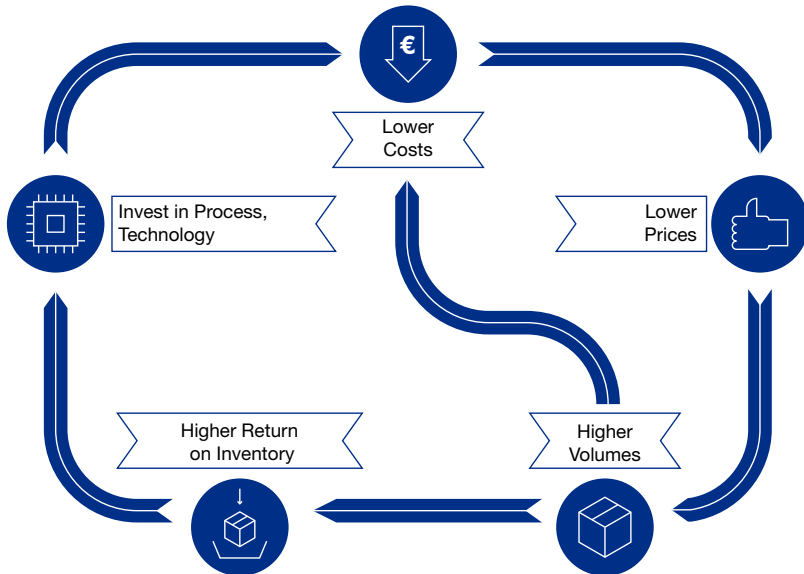 €
Lower
Costs
Invest in Process,
Technology
Lower
Prices
Higher Return
on Inventory
Higher
Volumes